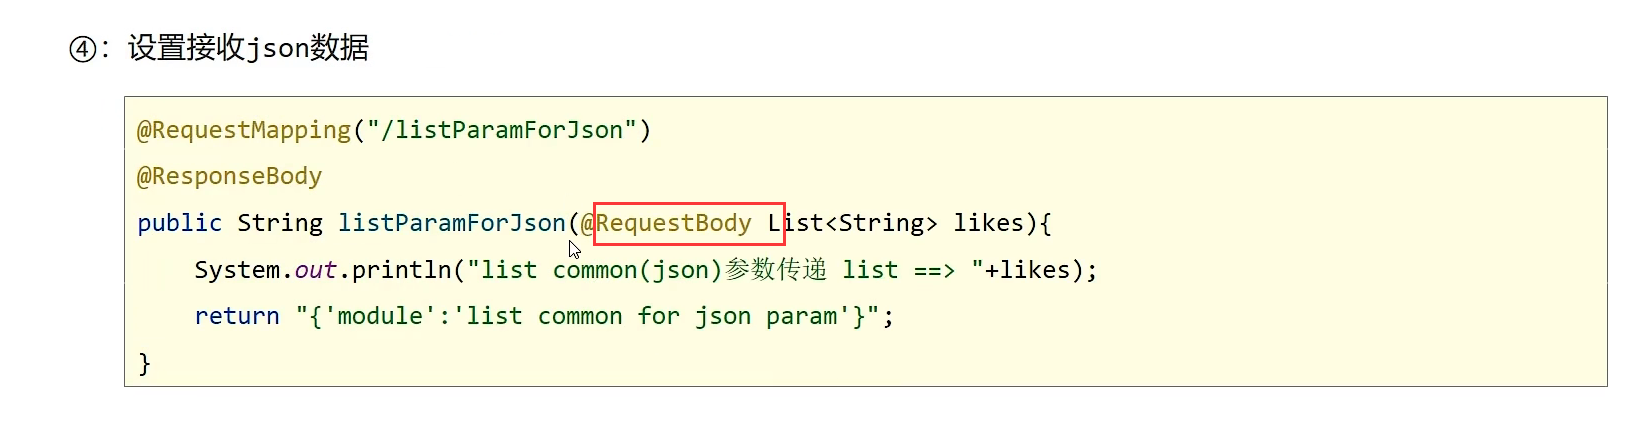 ④：设置接收json数据
@RequestMapping("/listParamForJson")
@ResponseBody
public String listParamForJson(@RequestBody List<String> likes){
System.out.println("list common(json)参数传递 list ==> "+likes);
return "{'module':'list common for json param'}";
}